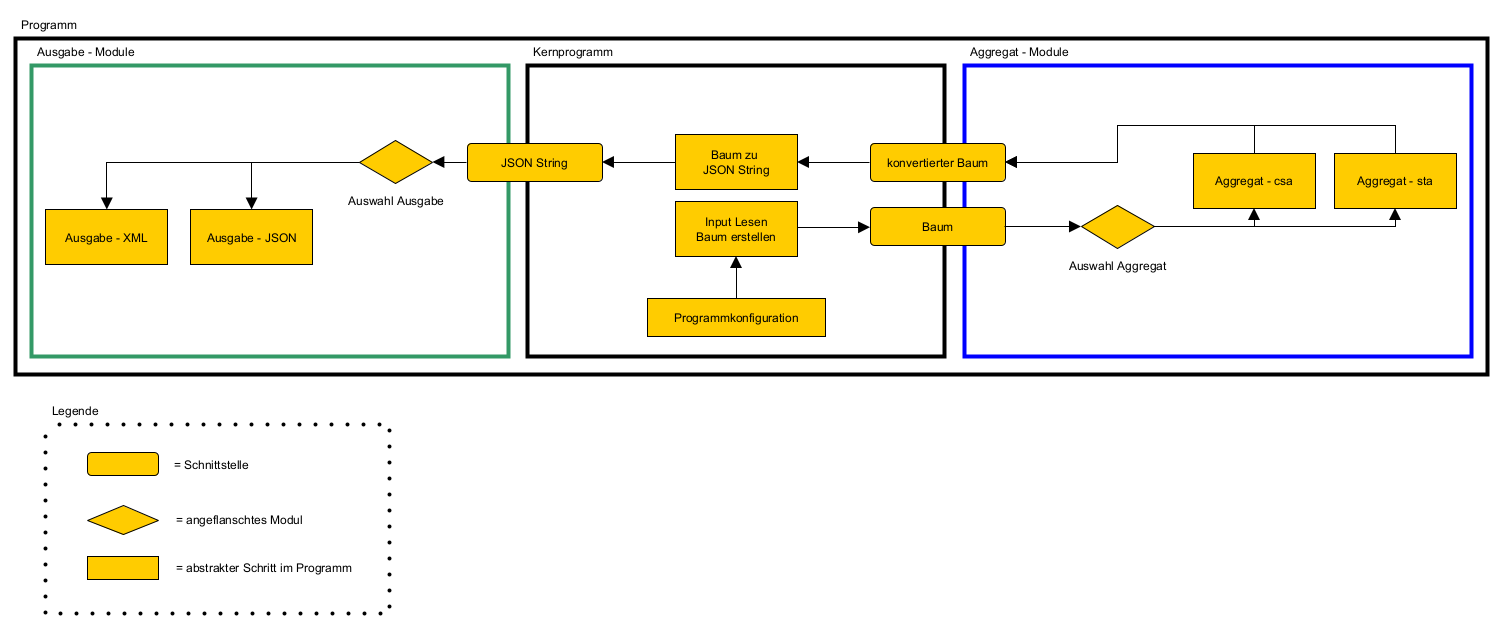 Programm
Ausgabe - Module
Kernprogramm
Aggregat - Module
JSON String
Baum zu
JSON String
konvertierter Baum
Aggregat - csa
Aggregat - sta
Auswahl Ausgabe
Ausgabe - XML
Ausgabe - JSON
Input Lesen
Baum erstellen
Baum
Auswahl Aggregat
Programmkonfiguration
Legende
= Schnittstelle
= angeflanschtes Modul
= abstrakter Schritt im Programm